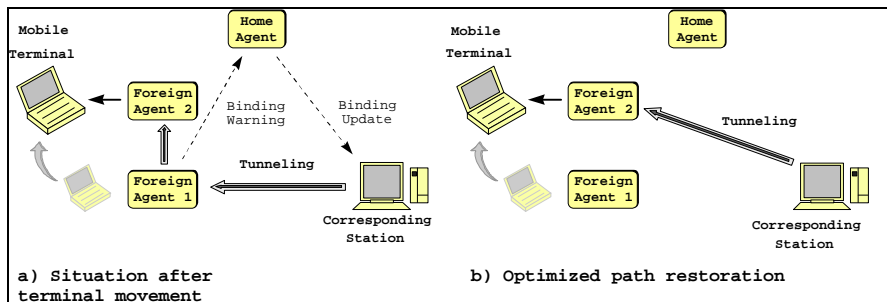 Mobile
Terminal
Home
Agent
Foreign
Agent 2
Binding
Warning
Binding
Update
Tunneling
Foreign
Agent 1
Corresponding
Station
a) Situation after
terminal movement
Mobile
Terminal
Home
Agent
Foreign
Agent 2
Tunneling
Foreign
Agent 1
Corresponding
Station
b) Optimized path restoration